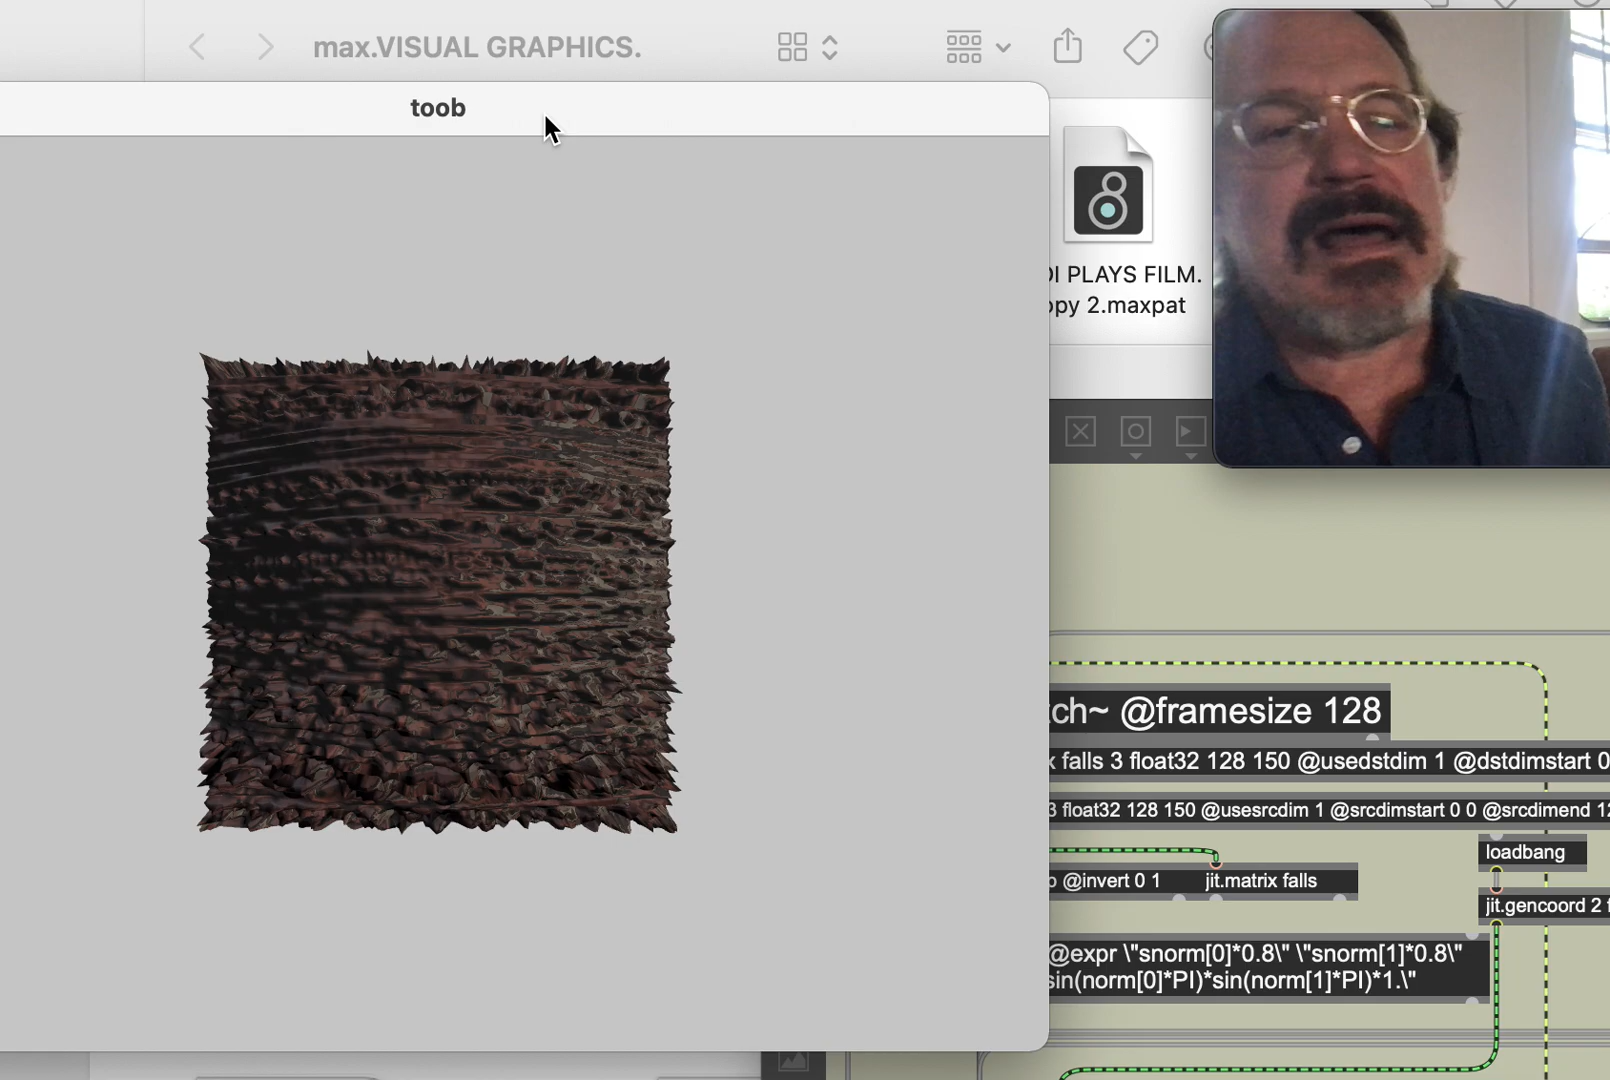 max.VISUAL GRAPHICS.
toob
PLAYS FILM.
2.maxpat
@framesize 128
falls 3 float32 128 150 @usedstdim 1 @dstdimstart 0
3 float32 128 150 @usesrcdim 1 @srcdimstart 0 0 @srcdimend
loadbang
@invert 0 1
jit.matrix falls
jit.gencoord 2
@expr \"snorm[0]*0.8\" \"snorm[1]*0.8\"
sin(norm[0]*PI)*sin(norm[1]*PI)*1.\"